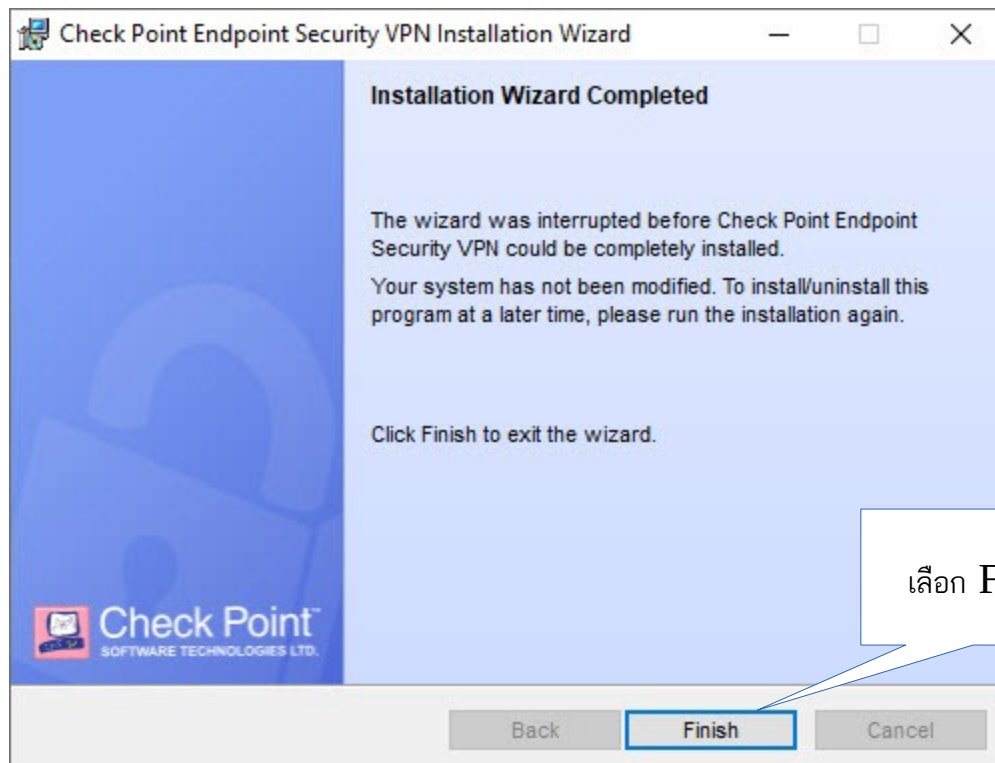 Check Point Endpoint Security VPN Installation Wizard
Installation Wizard Completed
The wizard was interrupted before Check Point Endpoint
Security VPN could be completely installed.
Your system has not been modified. To install/uninstall this
program at a later time, please run the installation again.
Click Finish to exit the wizard.
เลือก F
Check Point™
SOFTWARE TECHNOLOGIES LTD.
Back
Finish
Cancel